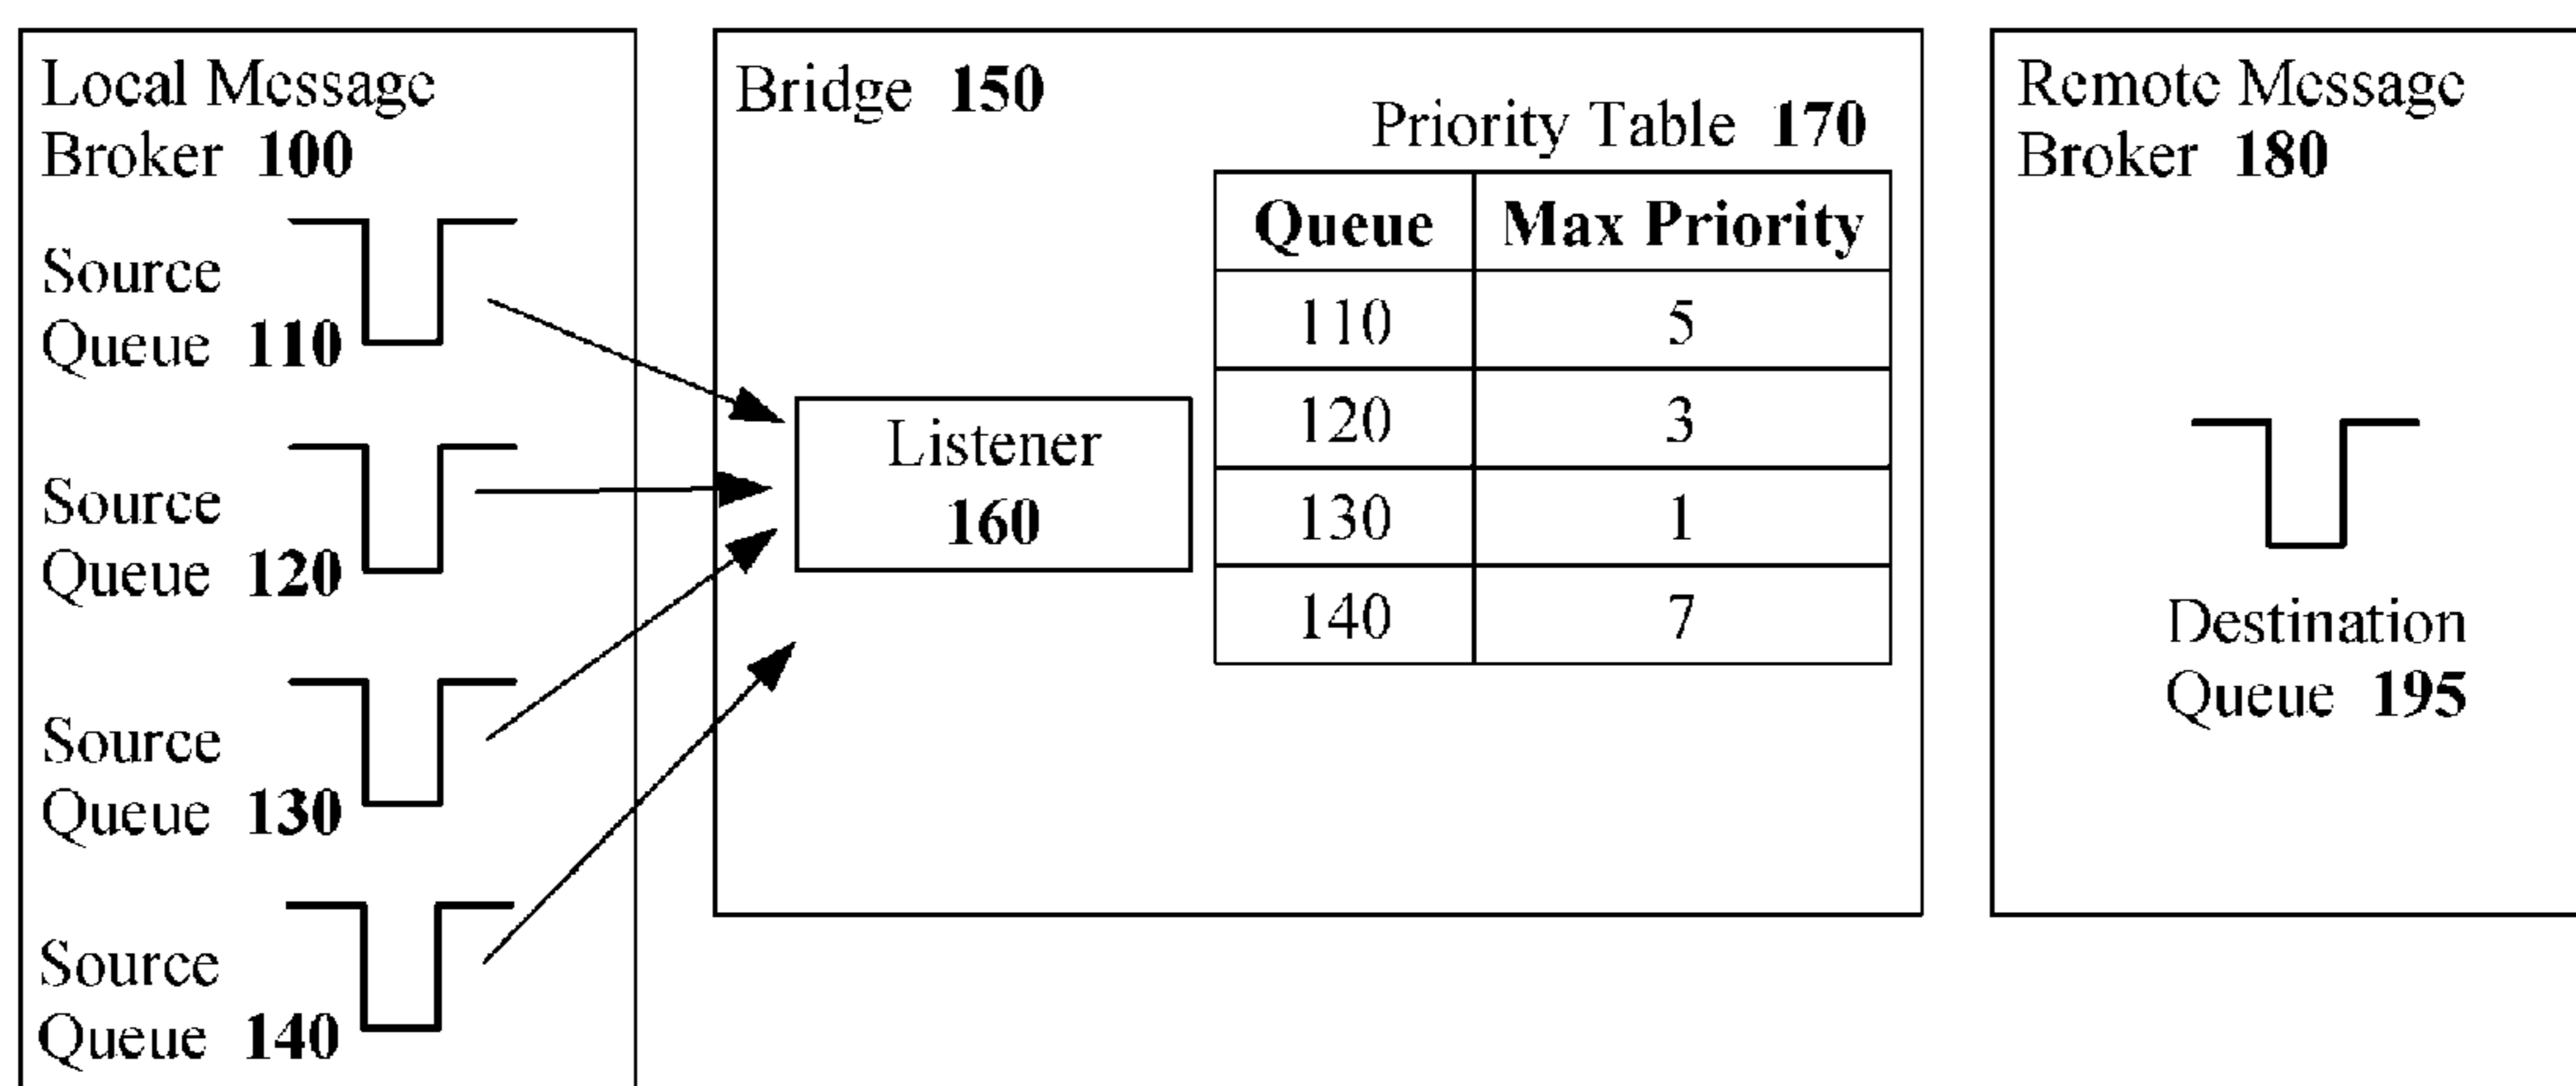 Local Message
Broker 100
Source
Queue 110
Source
Queue 120
Source
Queue 130
Source
Queue 140
Bridge 150
Listener
160
Priority Table 170
Queue Max Priority
110 5
120 3
130 1
140 7
Remote Message
Broker 180
Destination
Queue 195